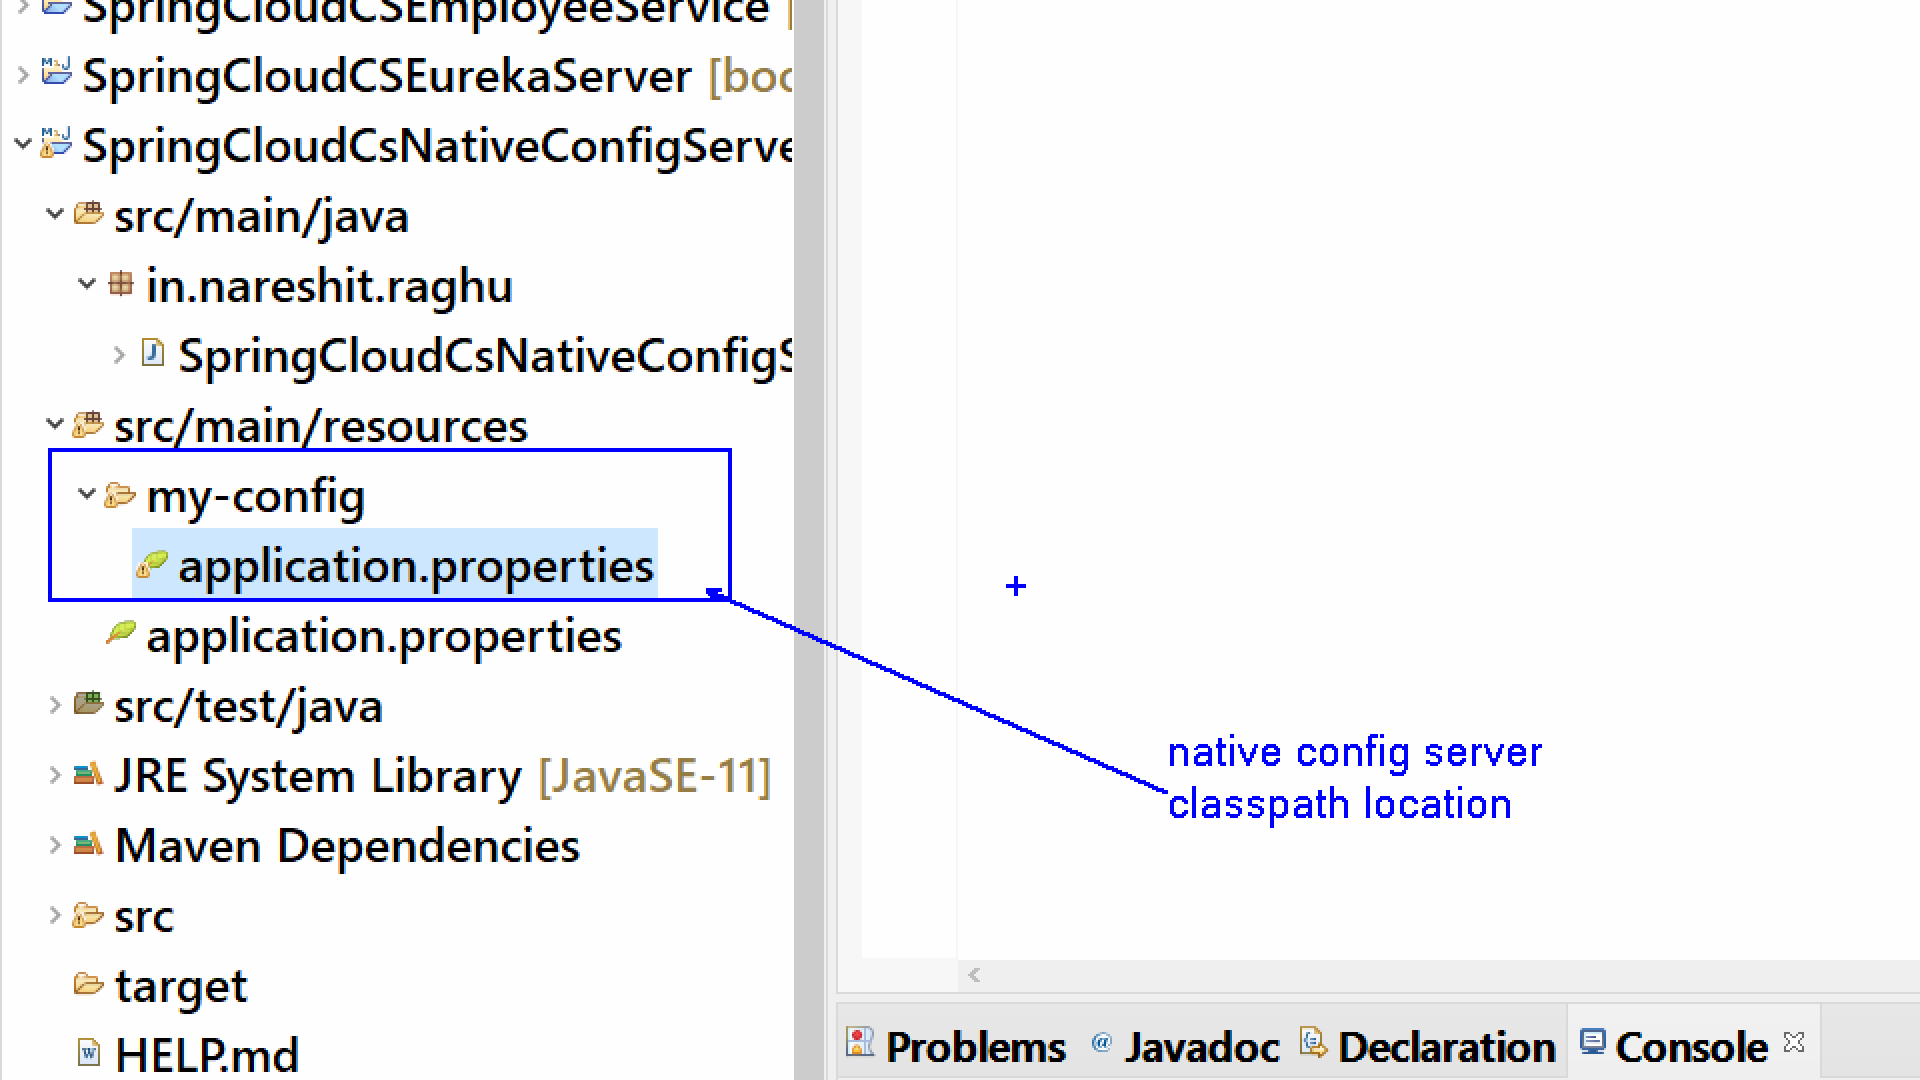 SpringCloudCSEmployeeService [
SpringCloudCSEurekaServer [boo
SpringCloudCsNativeConfigServe
src/main/java
in.nareshit.raghu
SpringCloudCsNativeConfigS
src/main/resources
my-config
application.properties
application.properties
src/test/java
JRE System Library [JavaSE-11]
Maven Dependencies
src
target
HELP.md
native config server
classpath location
Problems @ Javadoc Declaration Console